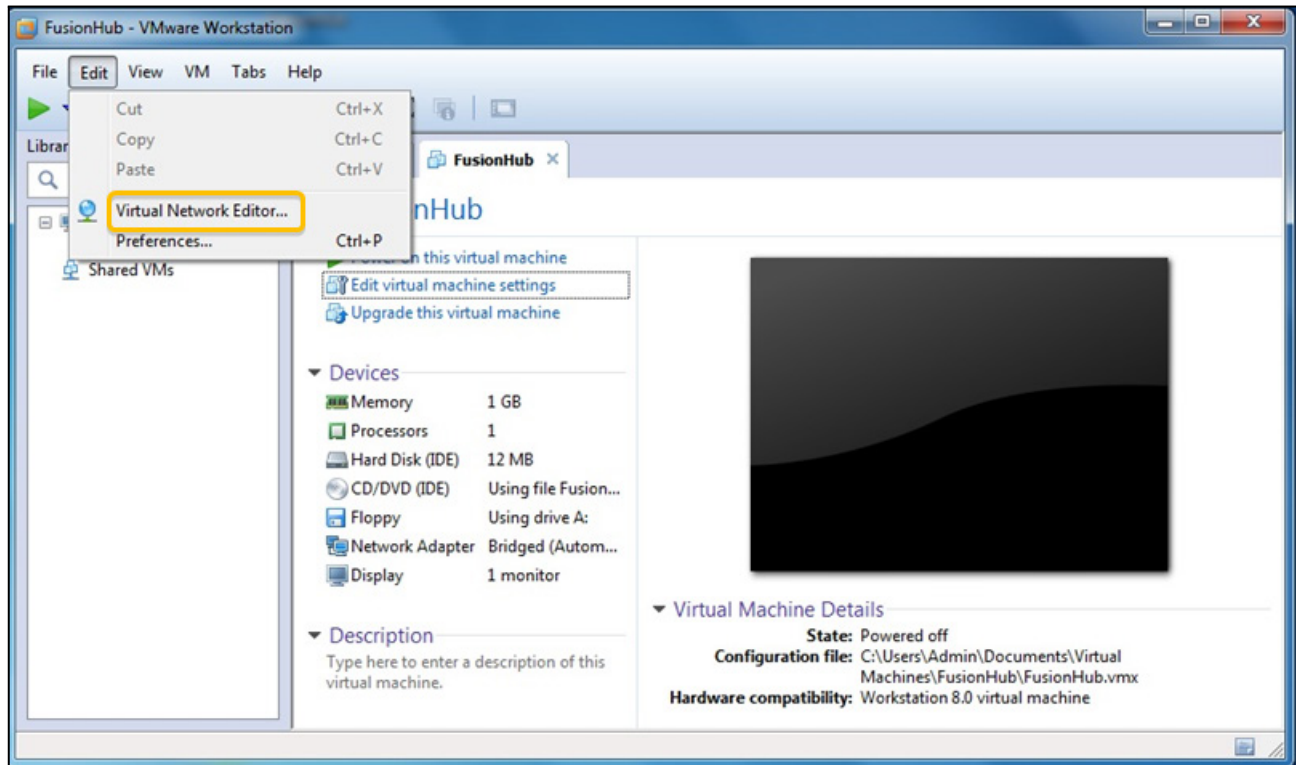 FusionHub - VMware Workstation
File Edit View VM Tabs Help
Cut Ctrl+X
Copy Ctrl+C
Paste Ctrl+V
Virtual Network Editor...
Preferences... Ctrl+P
Shared VMs
FusionHub
this virtual machine
Edit virtual machine settings
Upgrade this virtual machine
Devices
Memory 1 GB
Processors 1
Hard Disk (IDE) 12 MB
CD/DVD (IDE) Using file Fusion...
Floppy Using drive A:
Network Adapter Bridged (Autom...
Display 1 monitor
Description
Type here to enter a description of this
virtual machine.
Virtual Machine Details
State: Powered off
Configuration file: C:\Users\Admin\Documents\Virtual
Machines\FusionHub\FusionHub.vmx
Hardware compatibility: Workstation 8.0 virtual machine